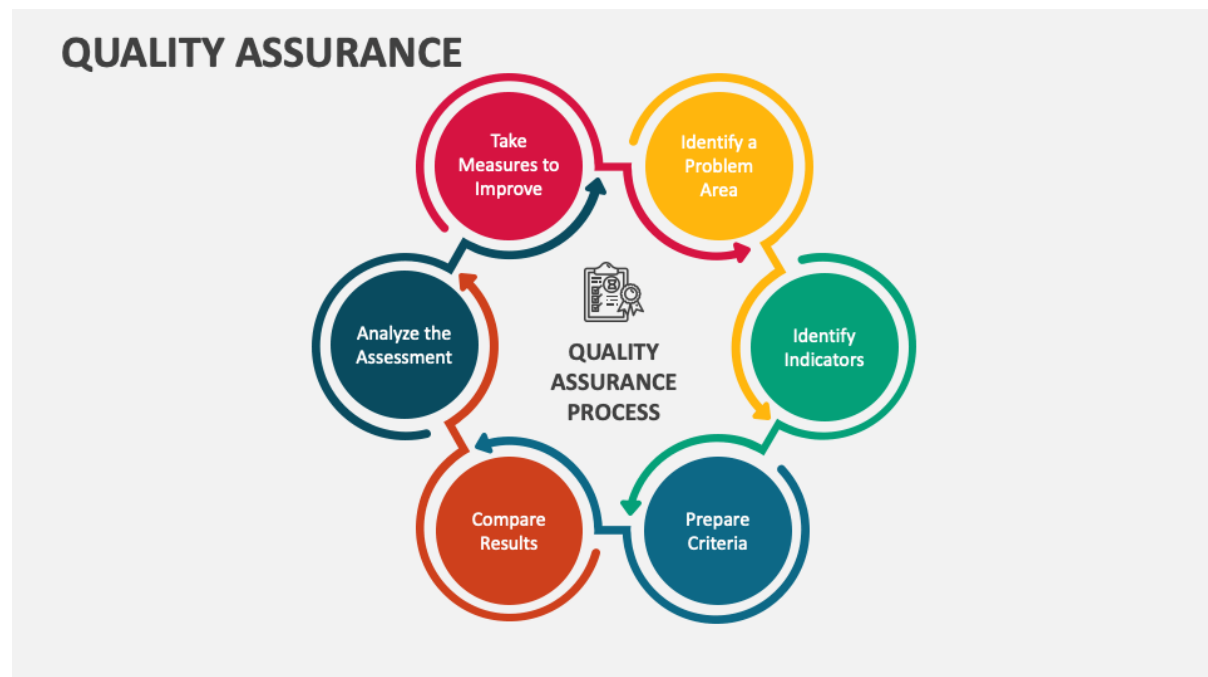 QUALITY ASSURANCE
Take
Measures to
Improve
Identify a
Problem
Area
Analyze the
Assessment
QUALITY
ASSURANCE
PROCESS
Identify
Indicators
Compare
Results
Prepare
Criteria